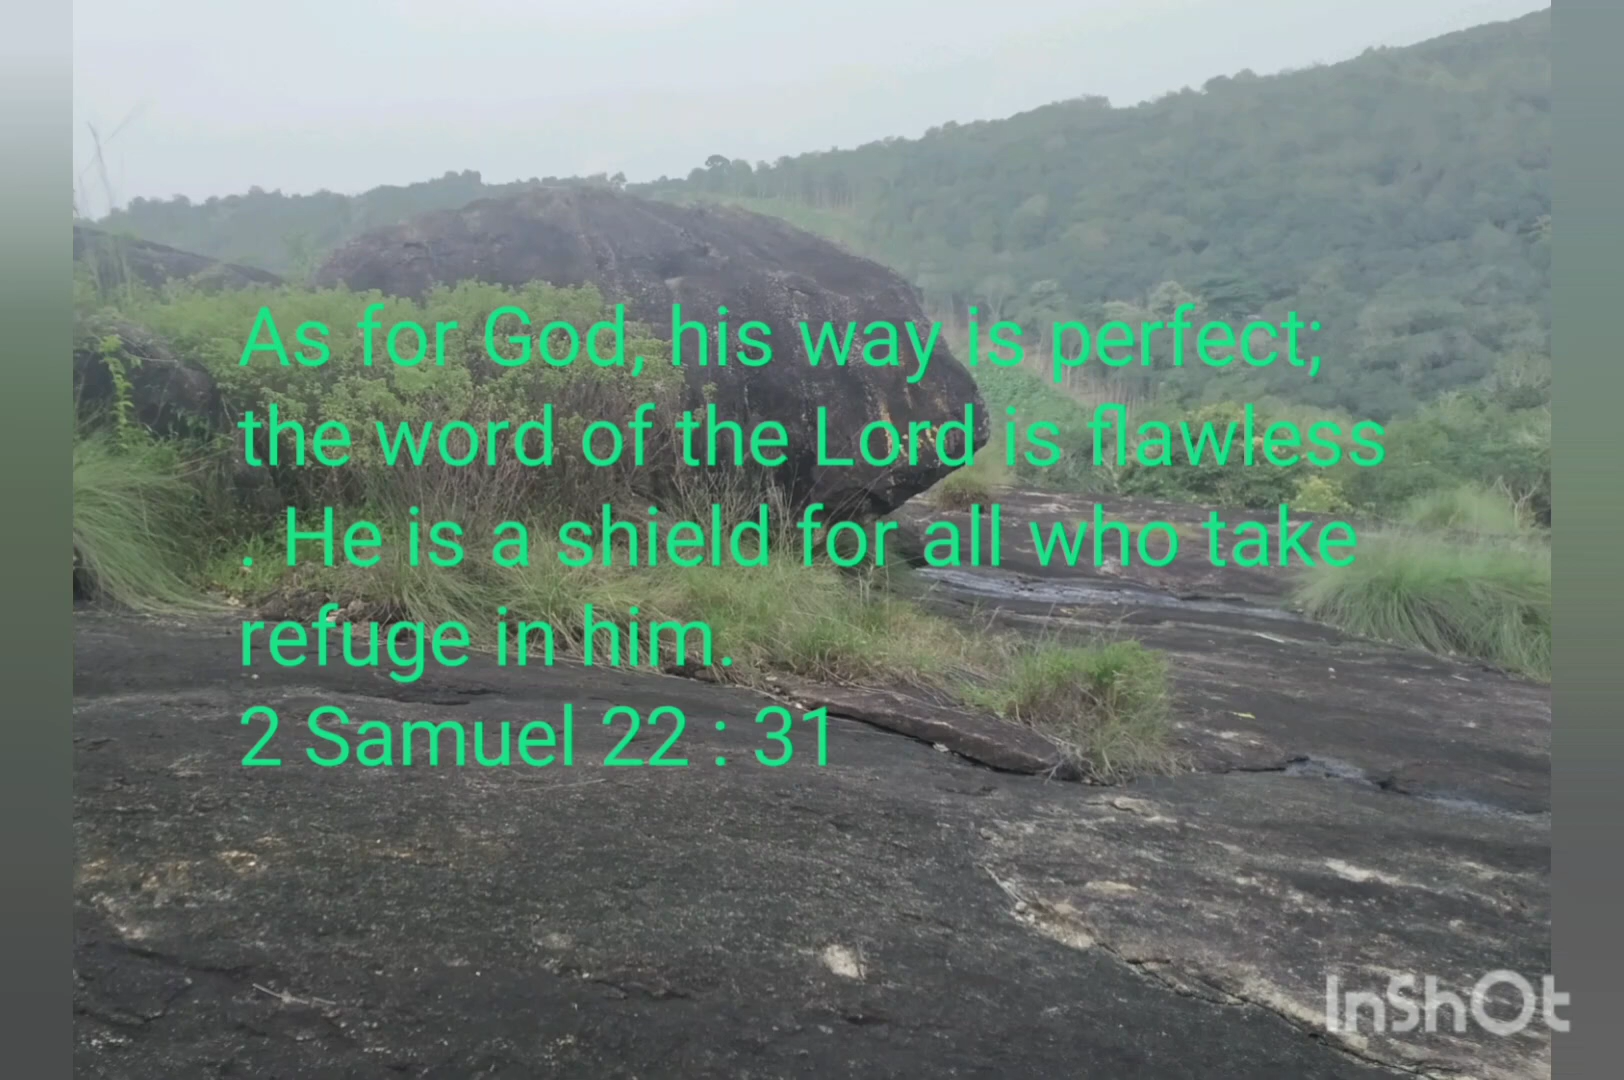 As for God, his way is perfect;
the word of the Lord is flawless
. He is a shield for all who take
refuge in him.
2 Samuel 22 : 31
InShOt